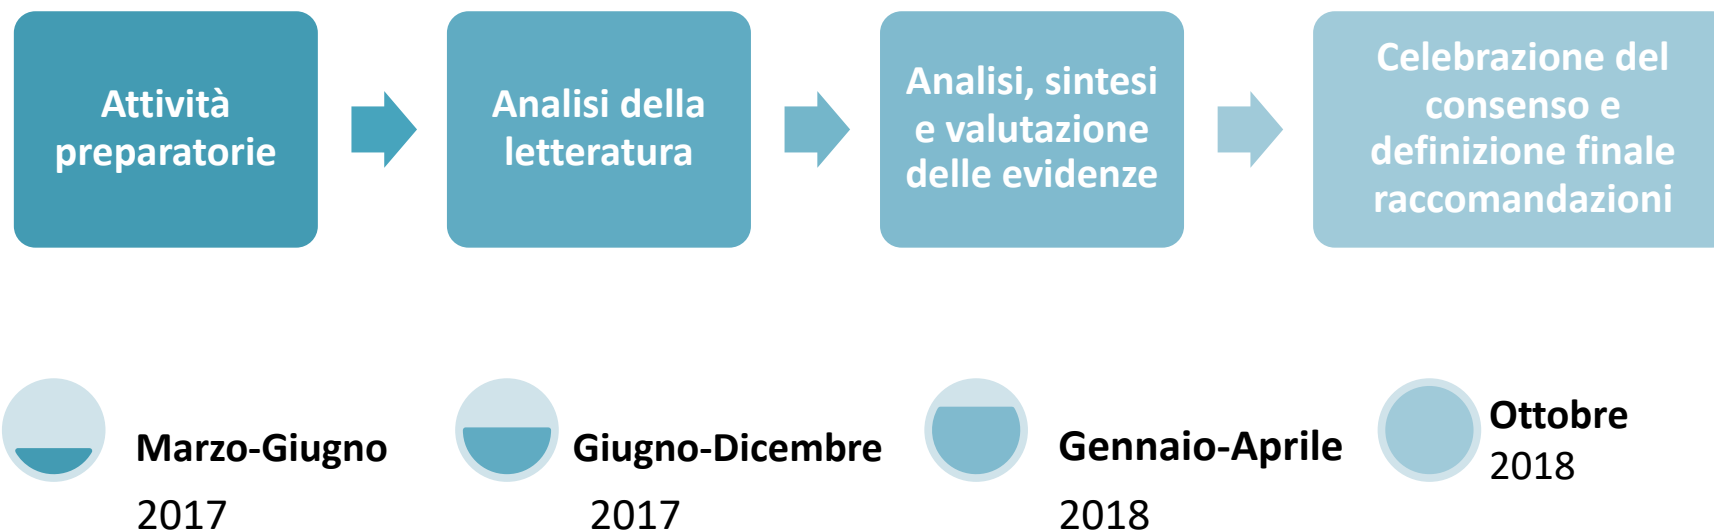 Attività
preparatorie
Analisi della
letteratura
Analisi, sintesi
e valutazione
delle evidenze
Celebrazione del
consenso e
definizione finale
raccomandazioni
Marzo-Giugno
2017
Giugno-Dicembre
2017
Gennaio-Aprile
2018
Ottobre
2018